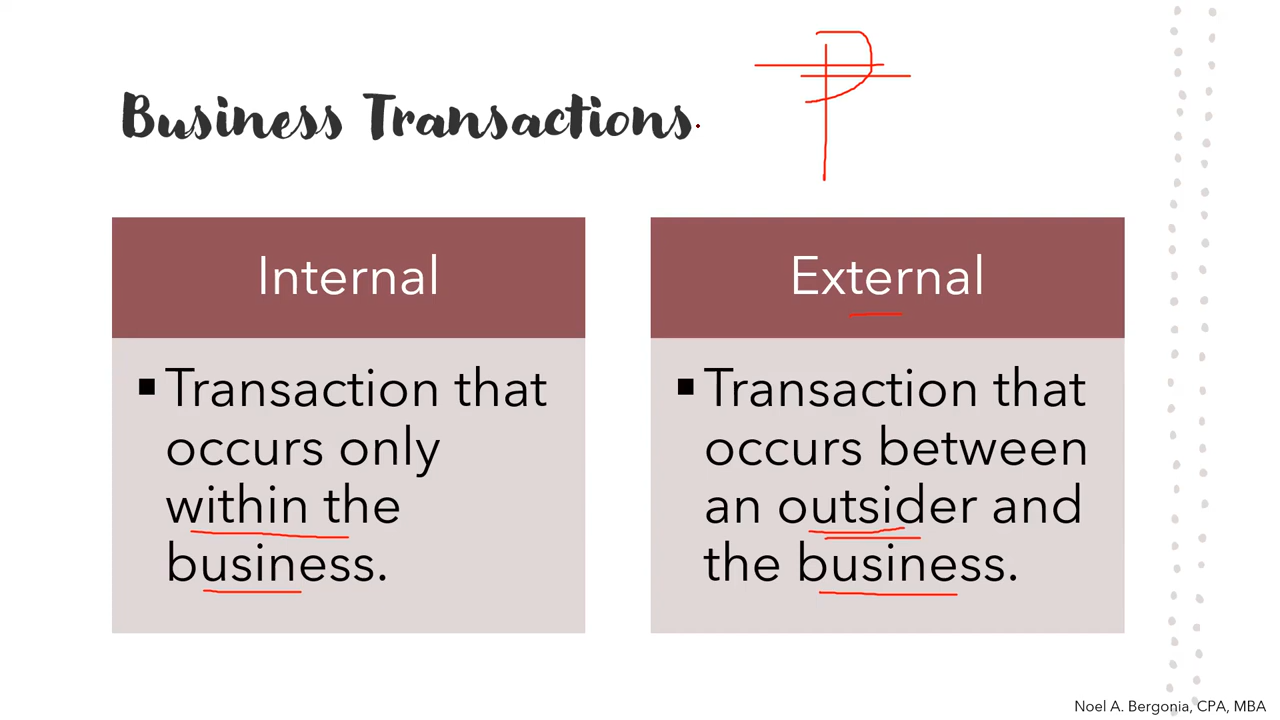 Business Transactions
₱
Internal
▪Transaction that
occurs only
within the
business.
External
▪Transaction that
occurs between
an outsider and
the business.
Noel A. Bergonia, CPA, MBA